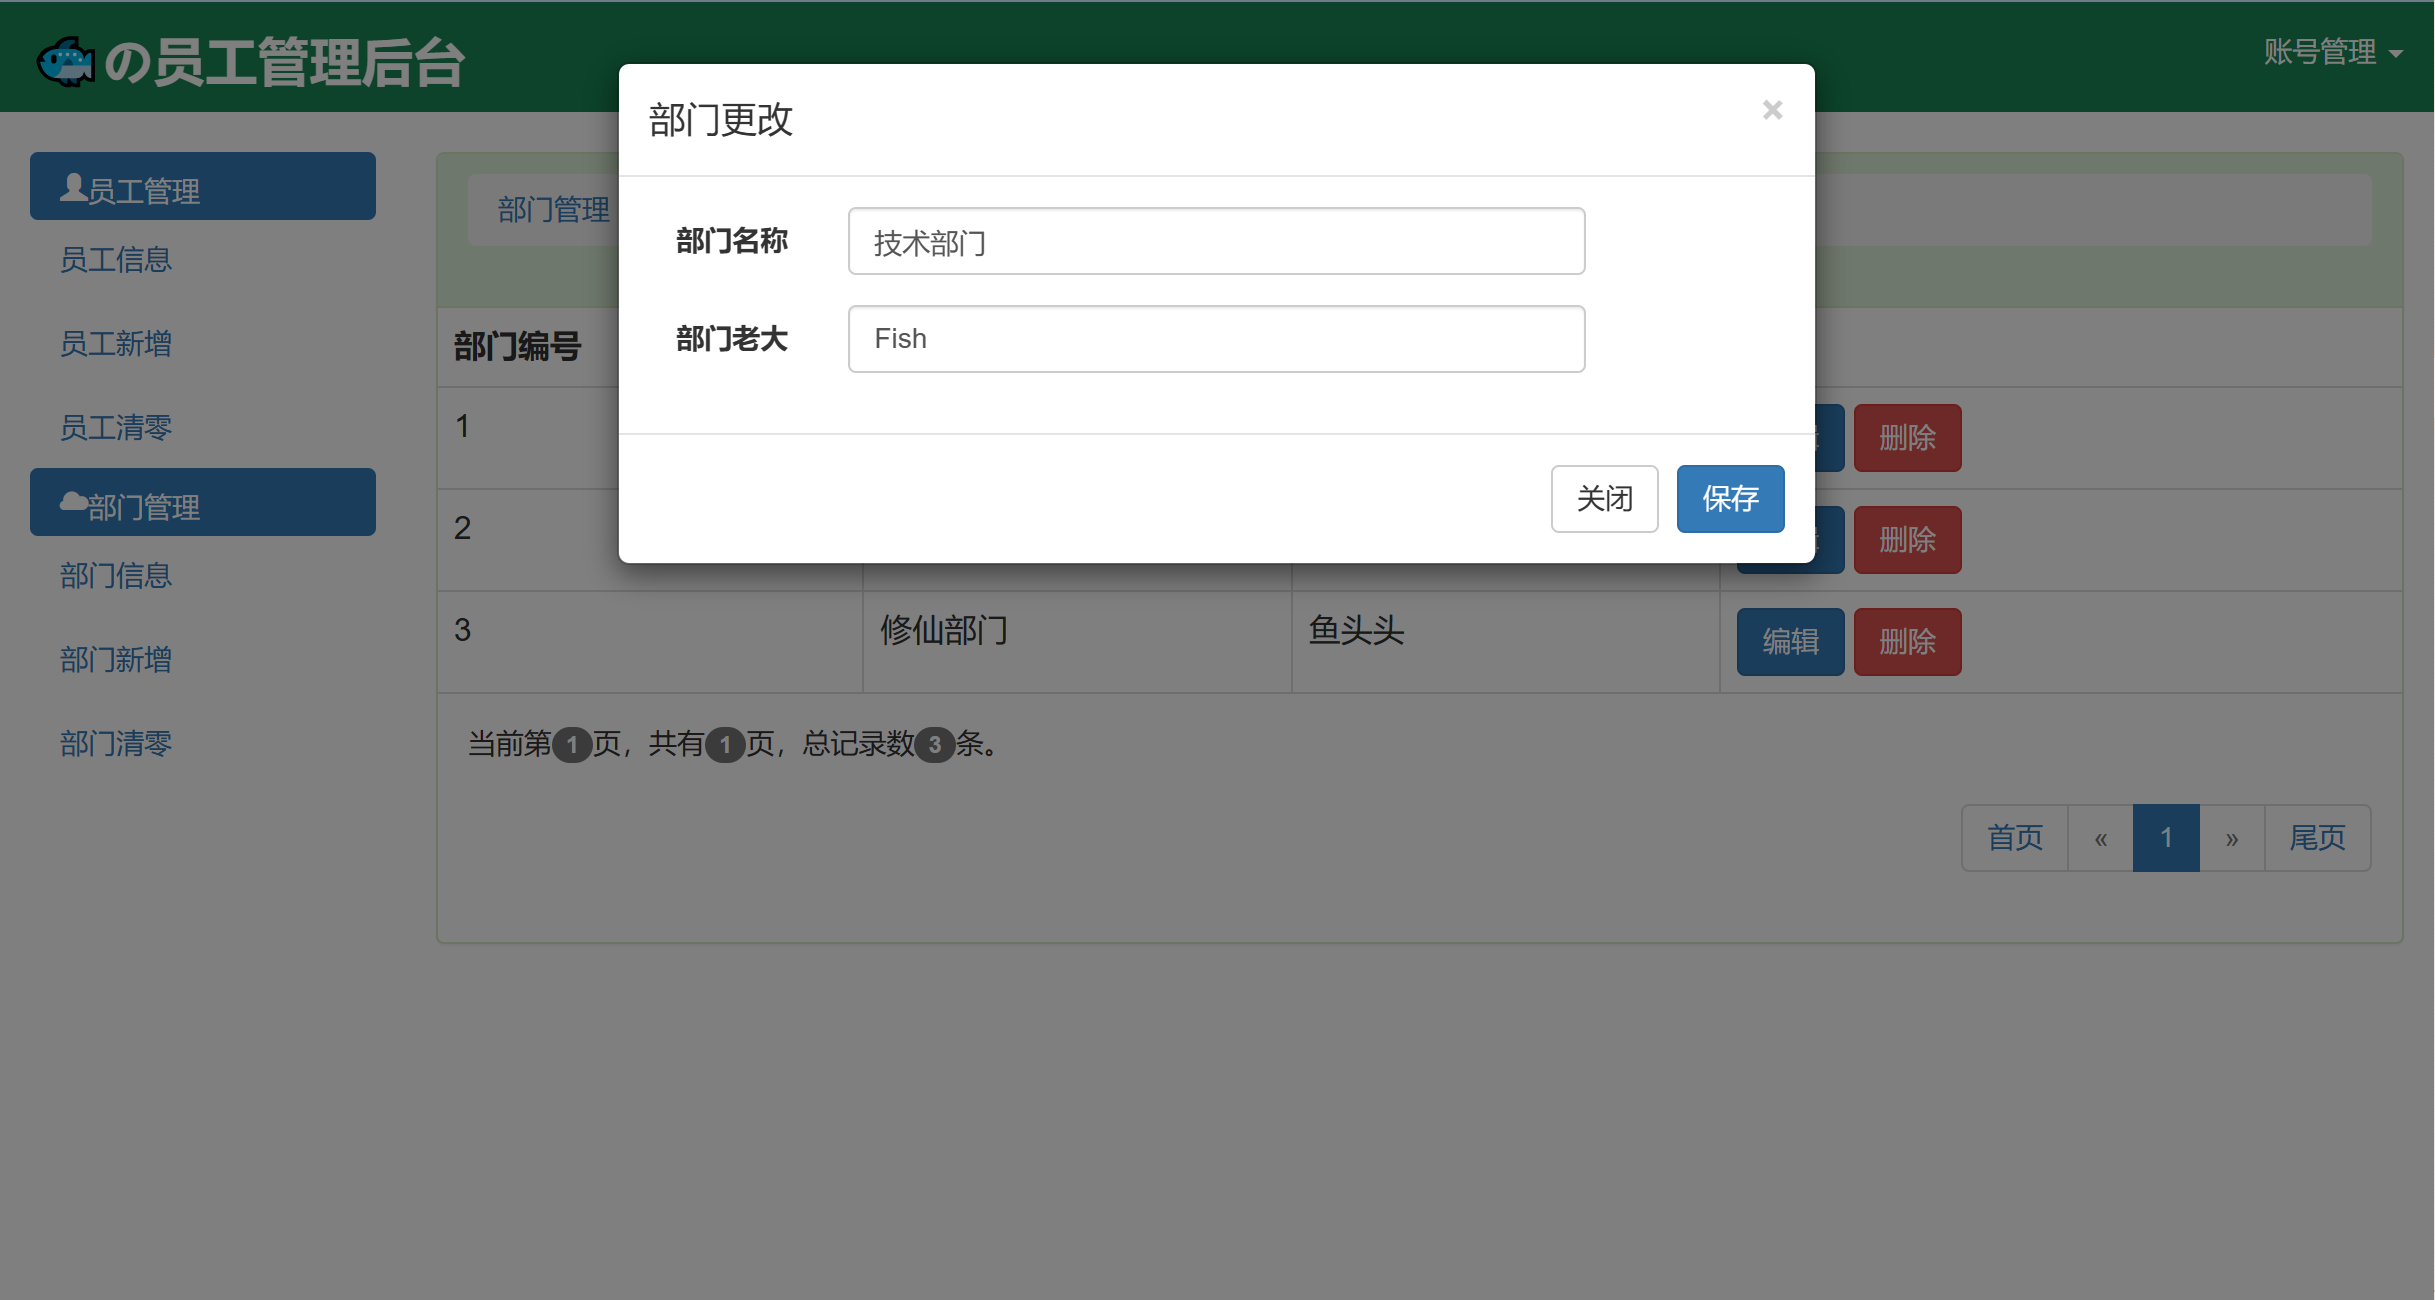 の员工管理后台
账号管理
部门更改
×
员工管理
员工信息
员工新增
员工清零
部门管理
部门信息
部门新增
部门清零
部门管理
部门名称 技术部门
部门老大 Fish
关闭 保存
部门编号
1 删除
2 删除
3 修仙部门 鱼头头 编辑 删除
当前第1页，共有1页，总记录数3条。
首页 « 1 » 尾页